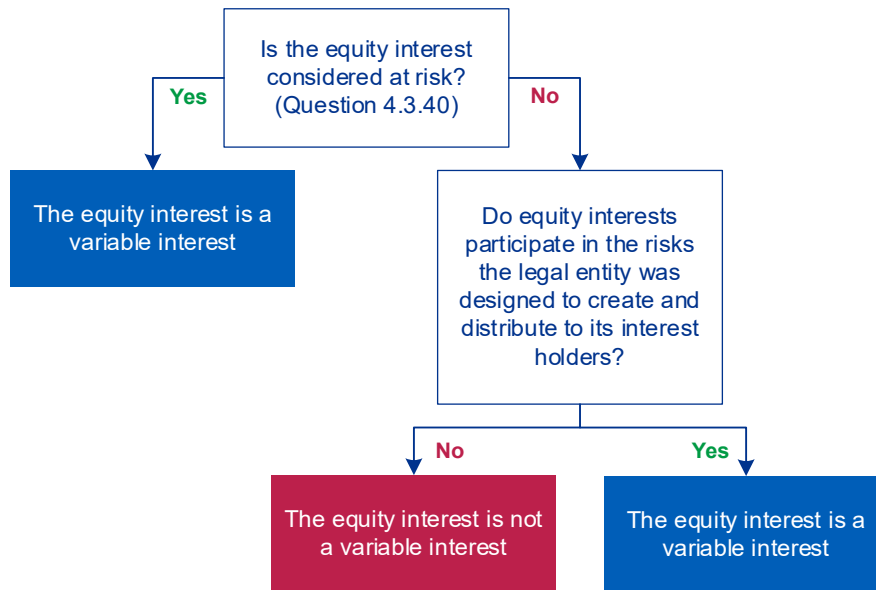 Is the equity interest
considered at risk?
(Question 4.3.40)
Yes
No
The equity interest is a
variable interest
Do equity interests
participate in the risks
the legal entity was
designed to create and
distribute to its interest
holders?
No
Yes
The equity interest is not
a variable interest
The equity interest is a
variable interest